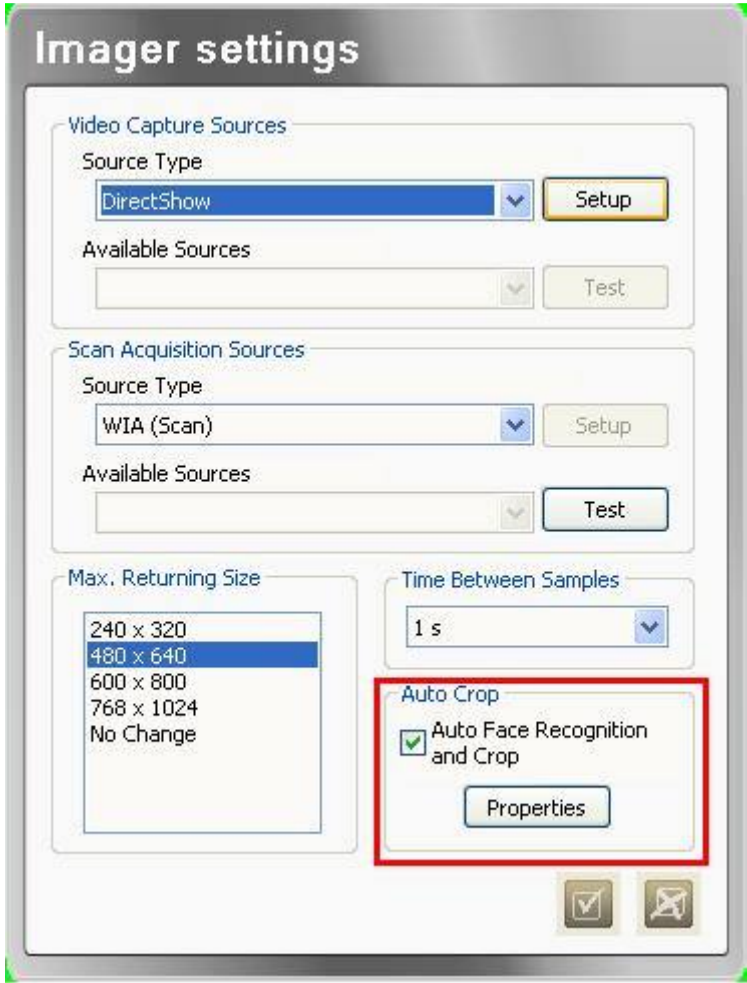 Imager settings
Video Capture Sources
Source Type
DirectShow
Setup
Available Sources
Test
Scan Acquisition Sources
Source Type
WIA (Scan)
Setup
Available Sources
Test
Max. Returning Size
240 x 320
480 x 640
600 x 800
768 x 1024
No Change
Time Between Samples
1 s
Auto Crop
Auto Face Recognition
and Crop
Properties